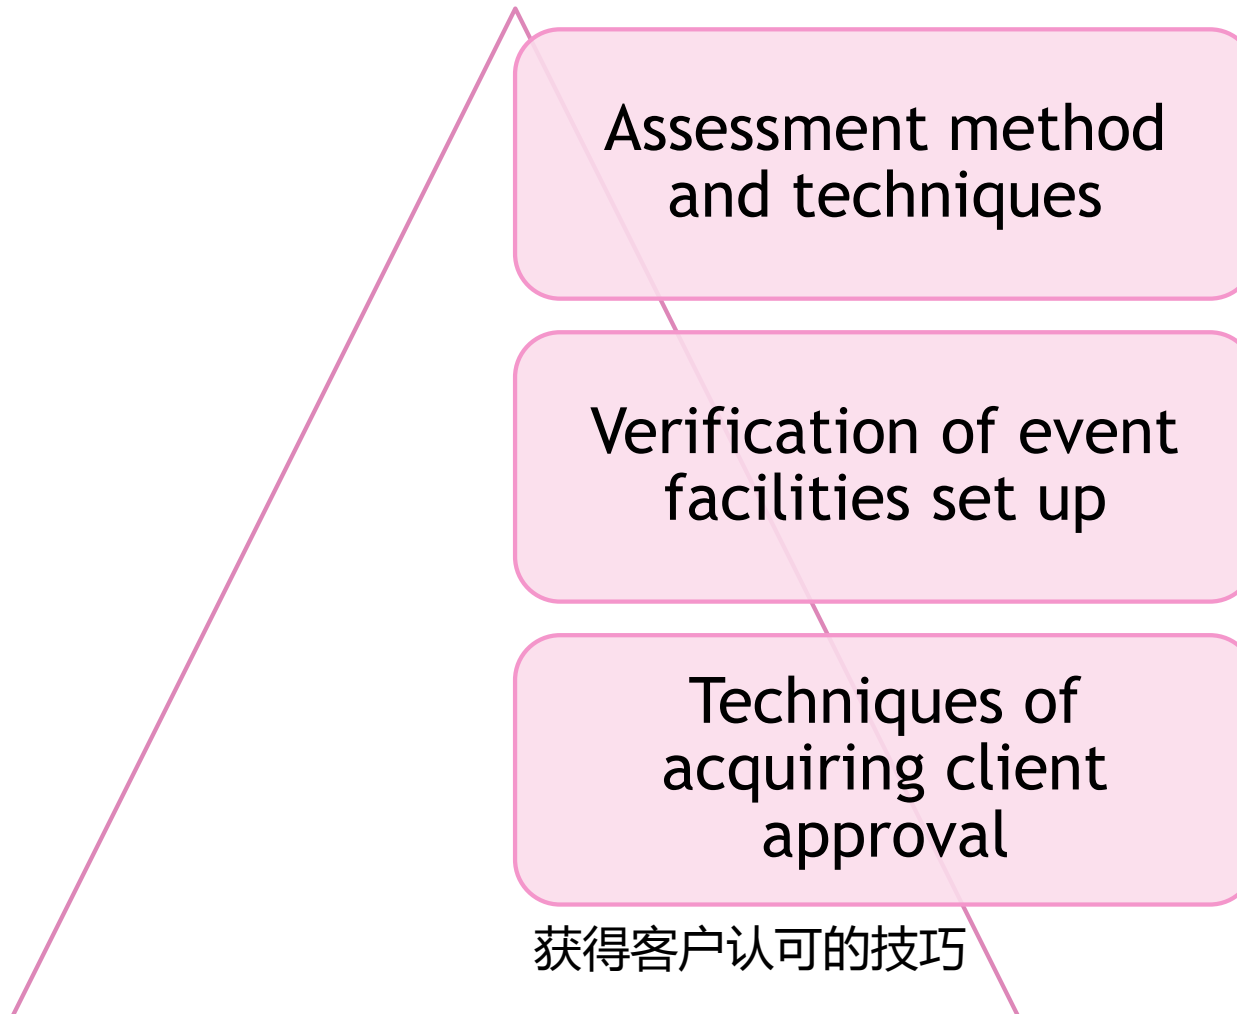 Assessment method
and techniques
Verification of event
facilities set up
Techniques of
acquiring client
approval
获得客户认可的技巧